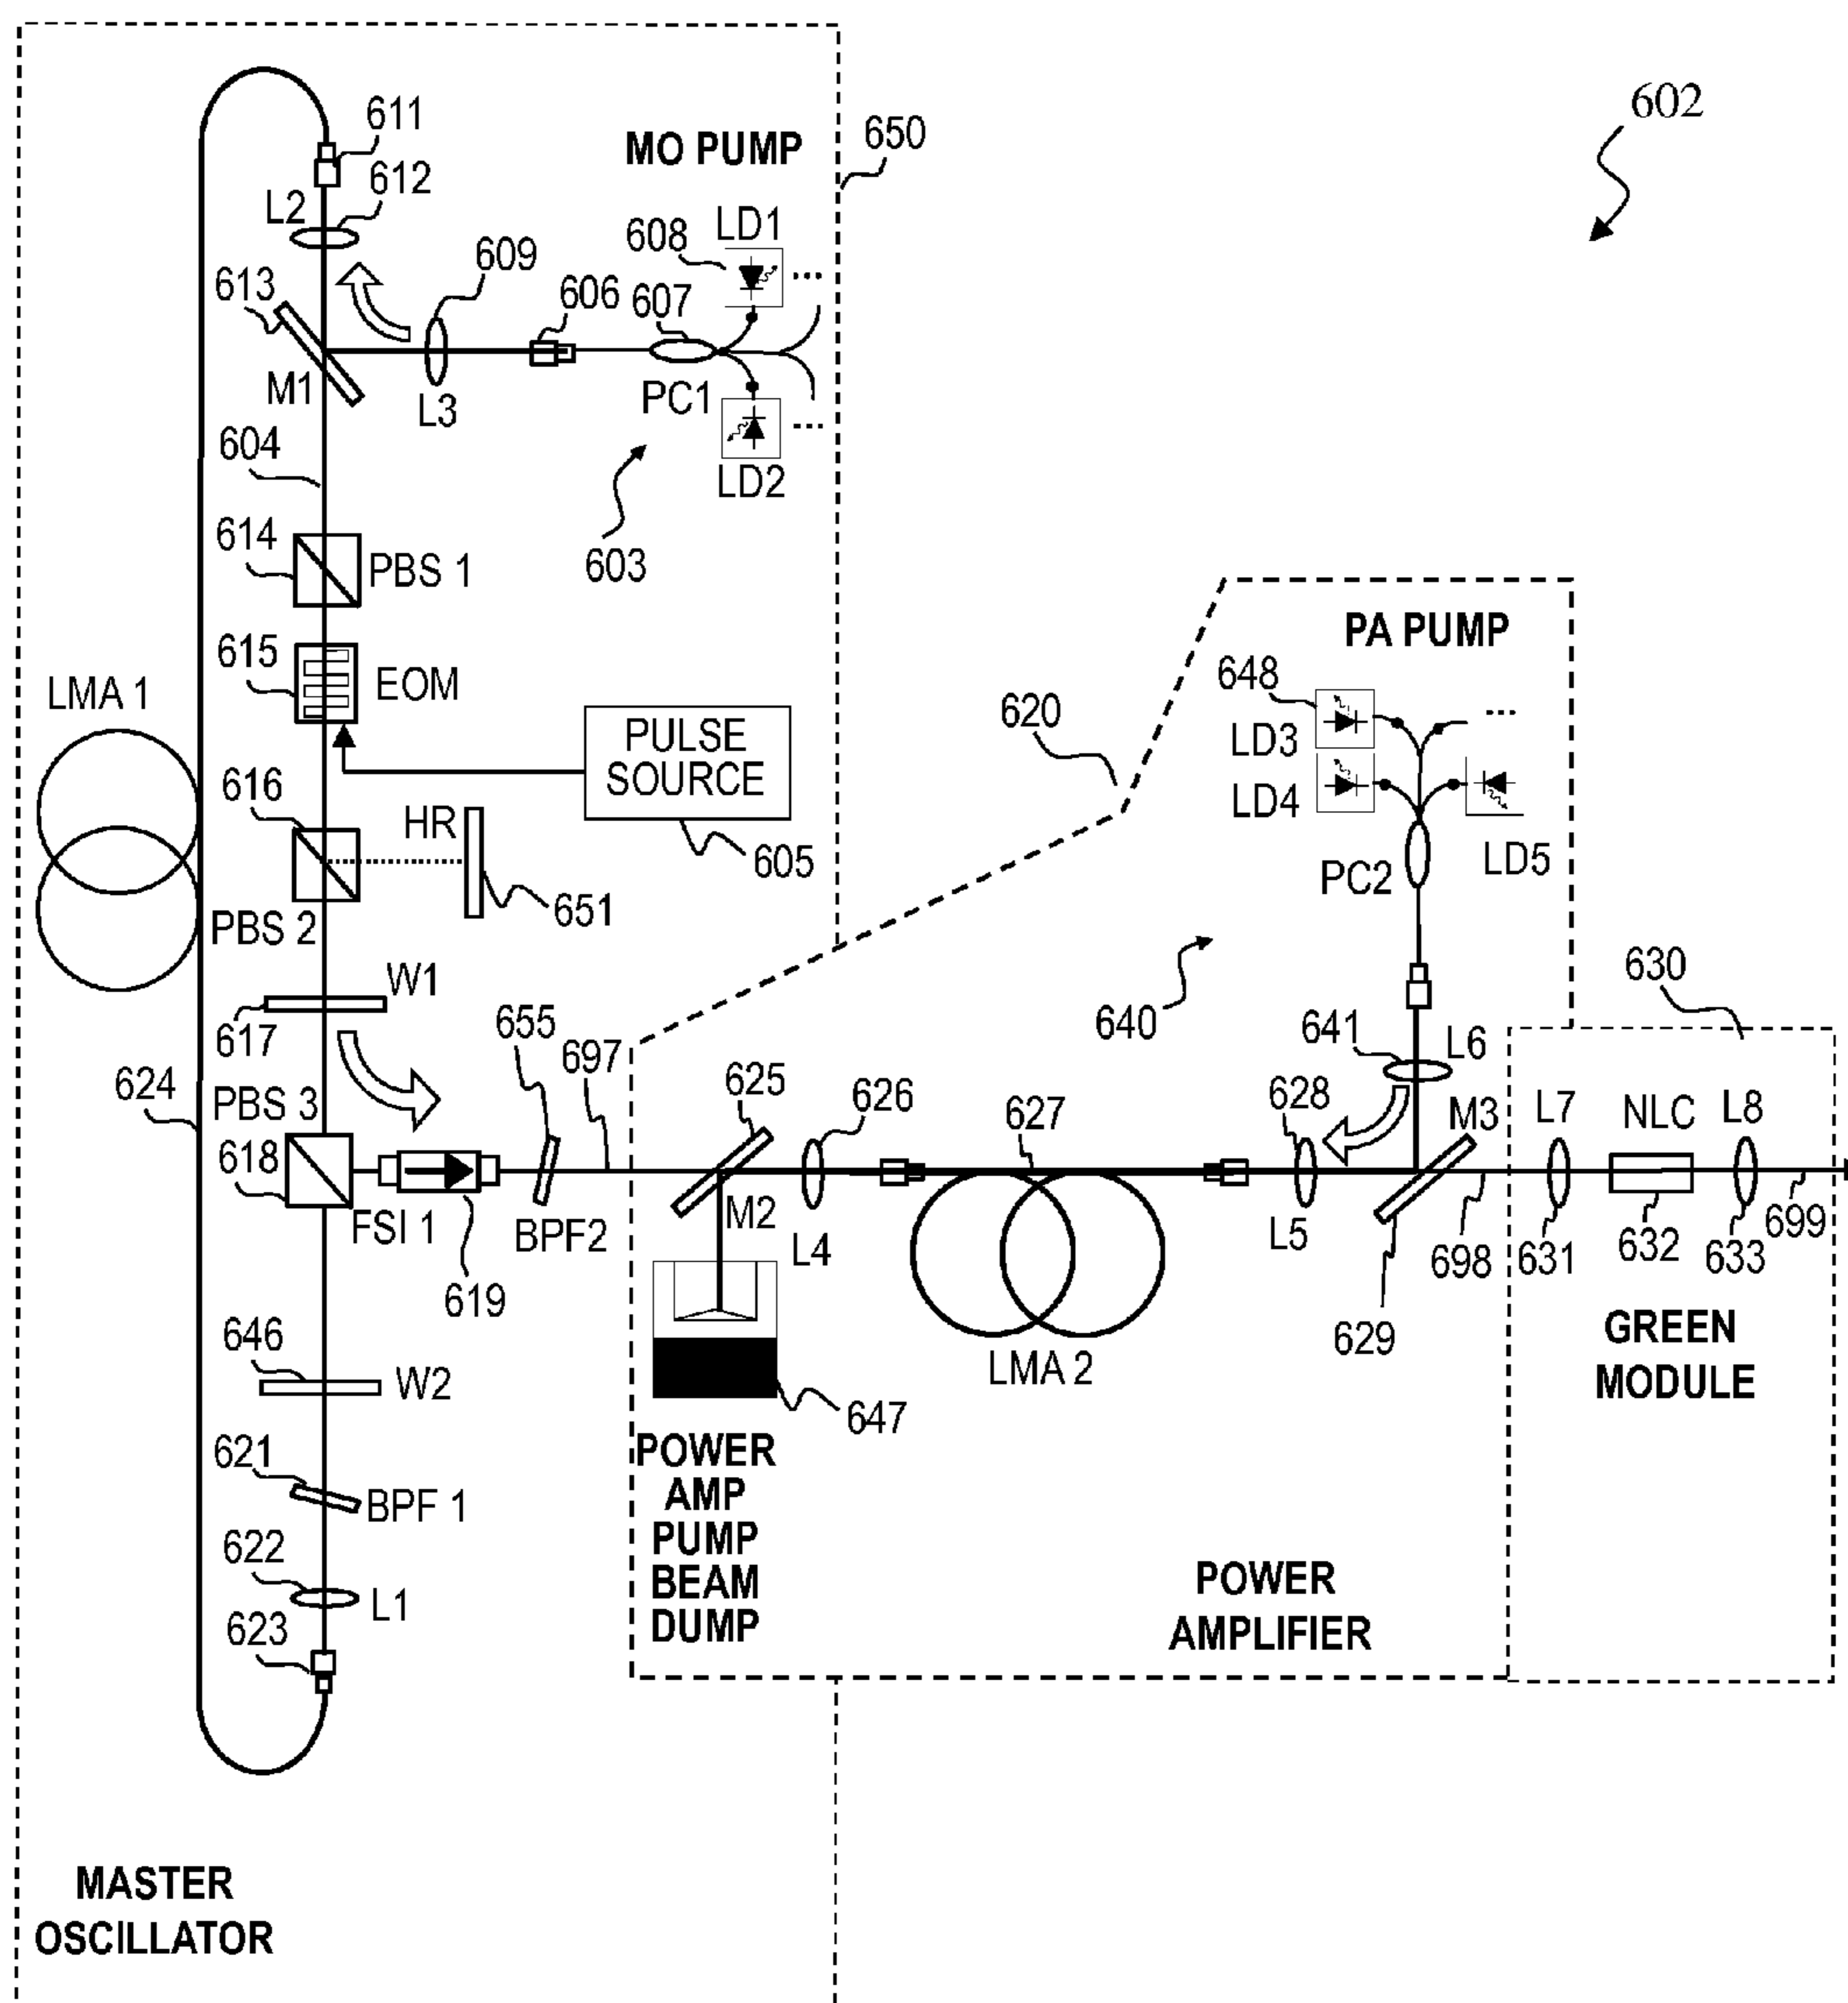 602
611
MO PUMP
650
612
L2
LD1
608
609
613
606
607
M1
L3
PC1
604
LD2
603
614
PBS 1
PA PUMP
615
EOM
648
LMA 1
620
LD3
PULSE
SOURCE
616
HR
LD4
605
LD5
PC2
651
PBS 2
W1
630
617
655
640
641
L6
697
624
PBS 3
625
626
628
M3
L7
NLC
L8
618
627
FSI 1
BPF2
M2
L4
L5
698
631
632
633
699
619
629
646
W2
LMA 2
GREEN
MODULE
647
621
BPF 1
POWER
AMP
PUMP
BEAM
DUMP
622
L1
623
POWER
AMPLIFIER
MASTER
OSCILLATOR